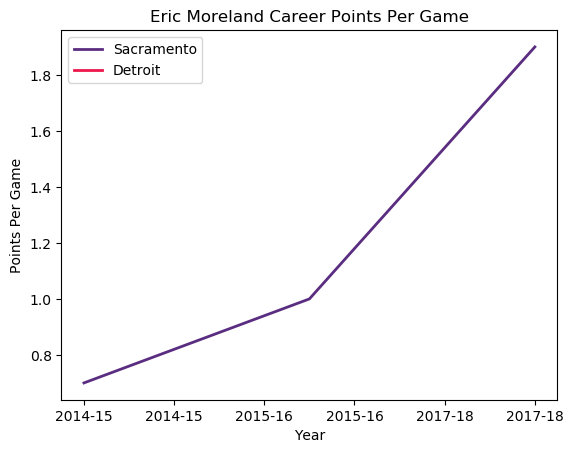 Eric Moreland Career Points Per Game
Sacramento
Detroit
Points Per Game
1.8
1.6
1.4
1.2
1.0
0.8
2014-15 2014-15 2015-16 2015-16 2017-18 2017-18
Year